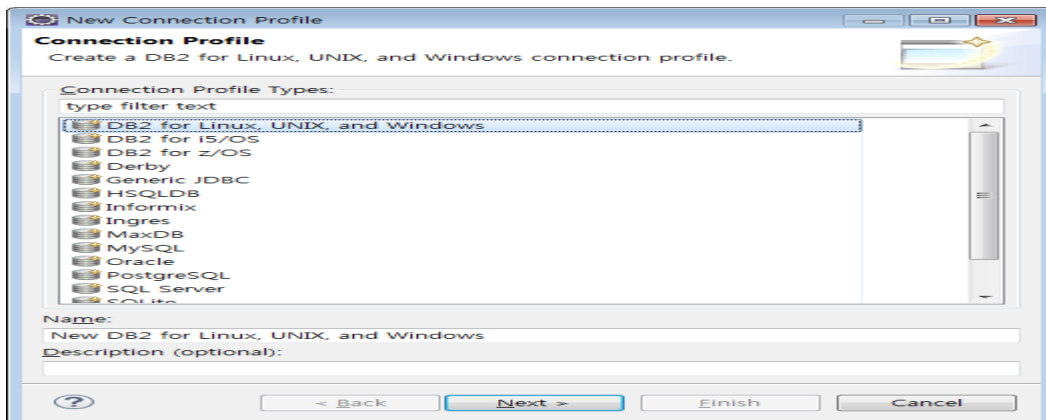 New Connection Profile
Connection Profile
Create a DB2 for Linux, UNIX, and Windows connection profile.
Connection Profile Types:
type filter text
DB2 for Linux, UNIX, and Windows
DB2 for i5/OS
DB2 for z/OS
Derby
Generic JDBC
HSQLDB
Informix
Ingres
MaxDB
MySQL
Oracle
PostgreSQL
SQL Server
SQLite
Name:
New DB2 for Linux, UNIX, and Windows
Description (optional):
? < Back Next > Finish Cancel